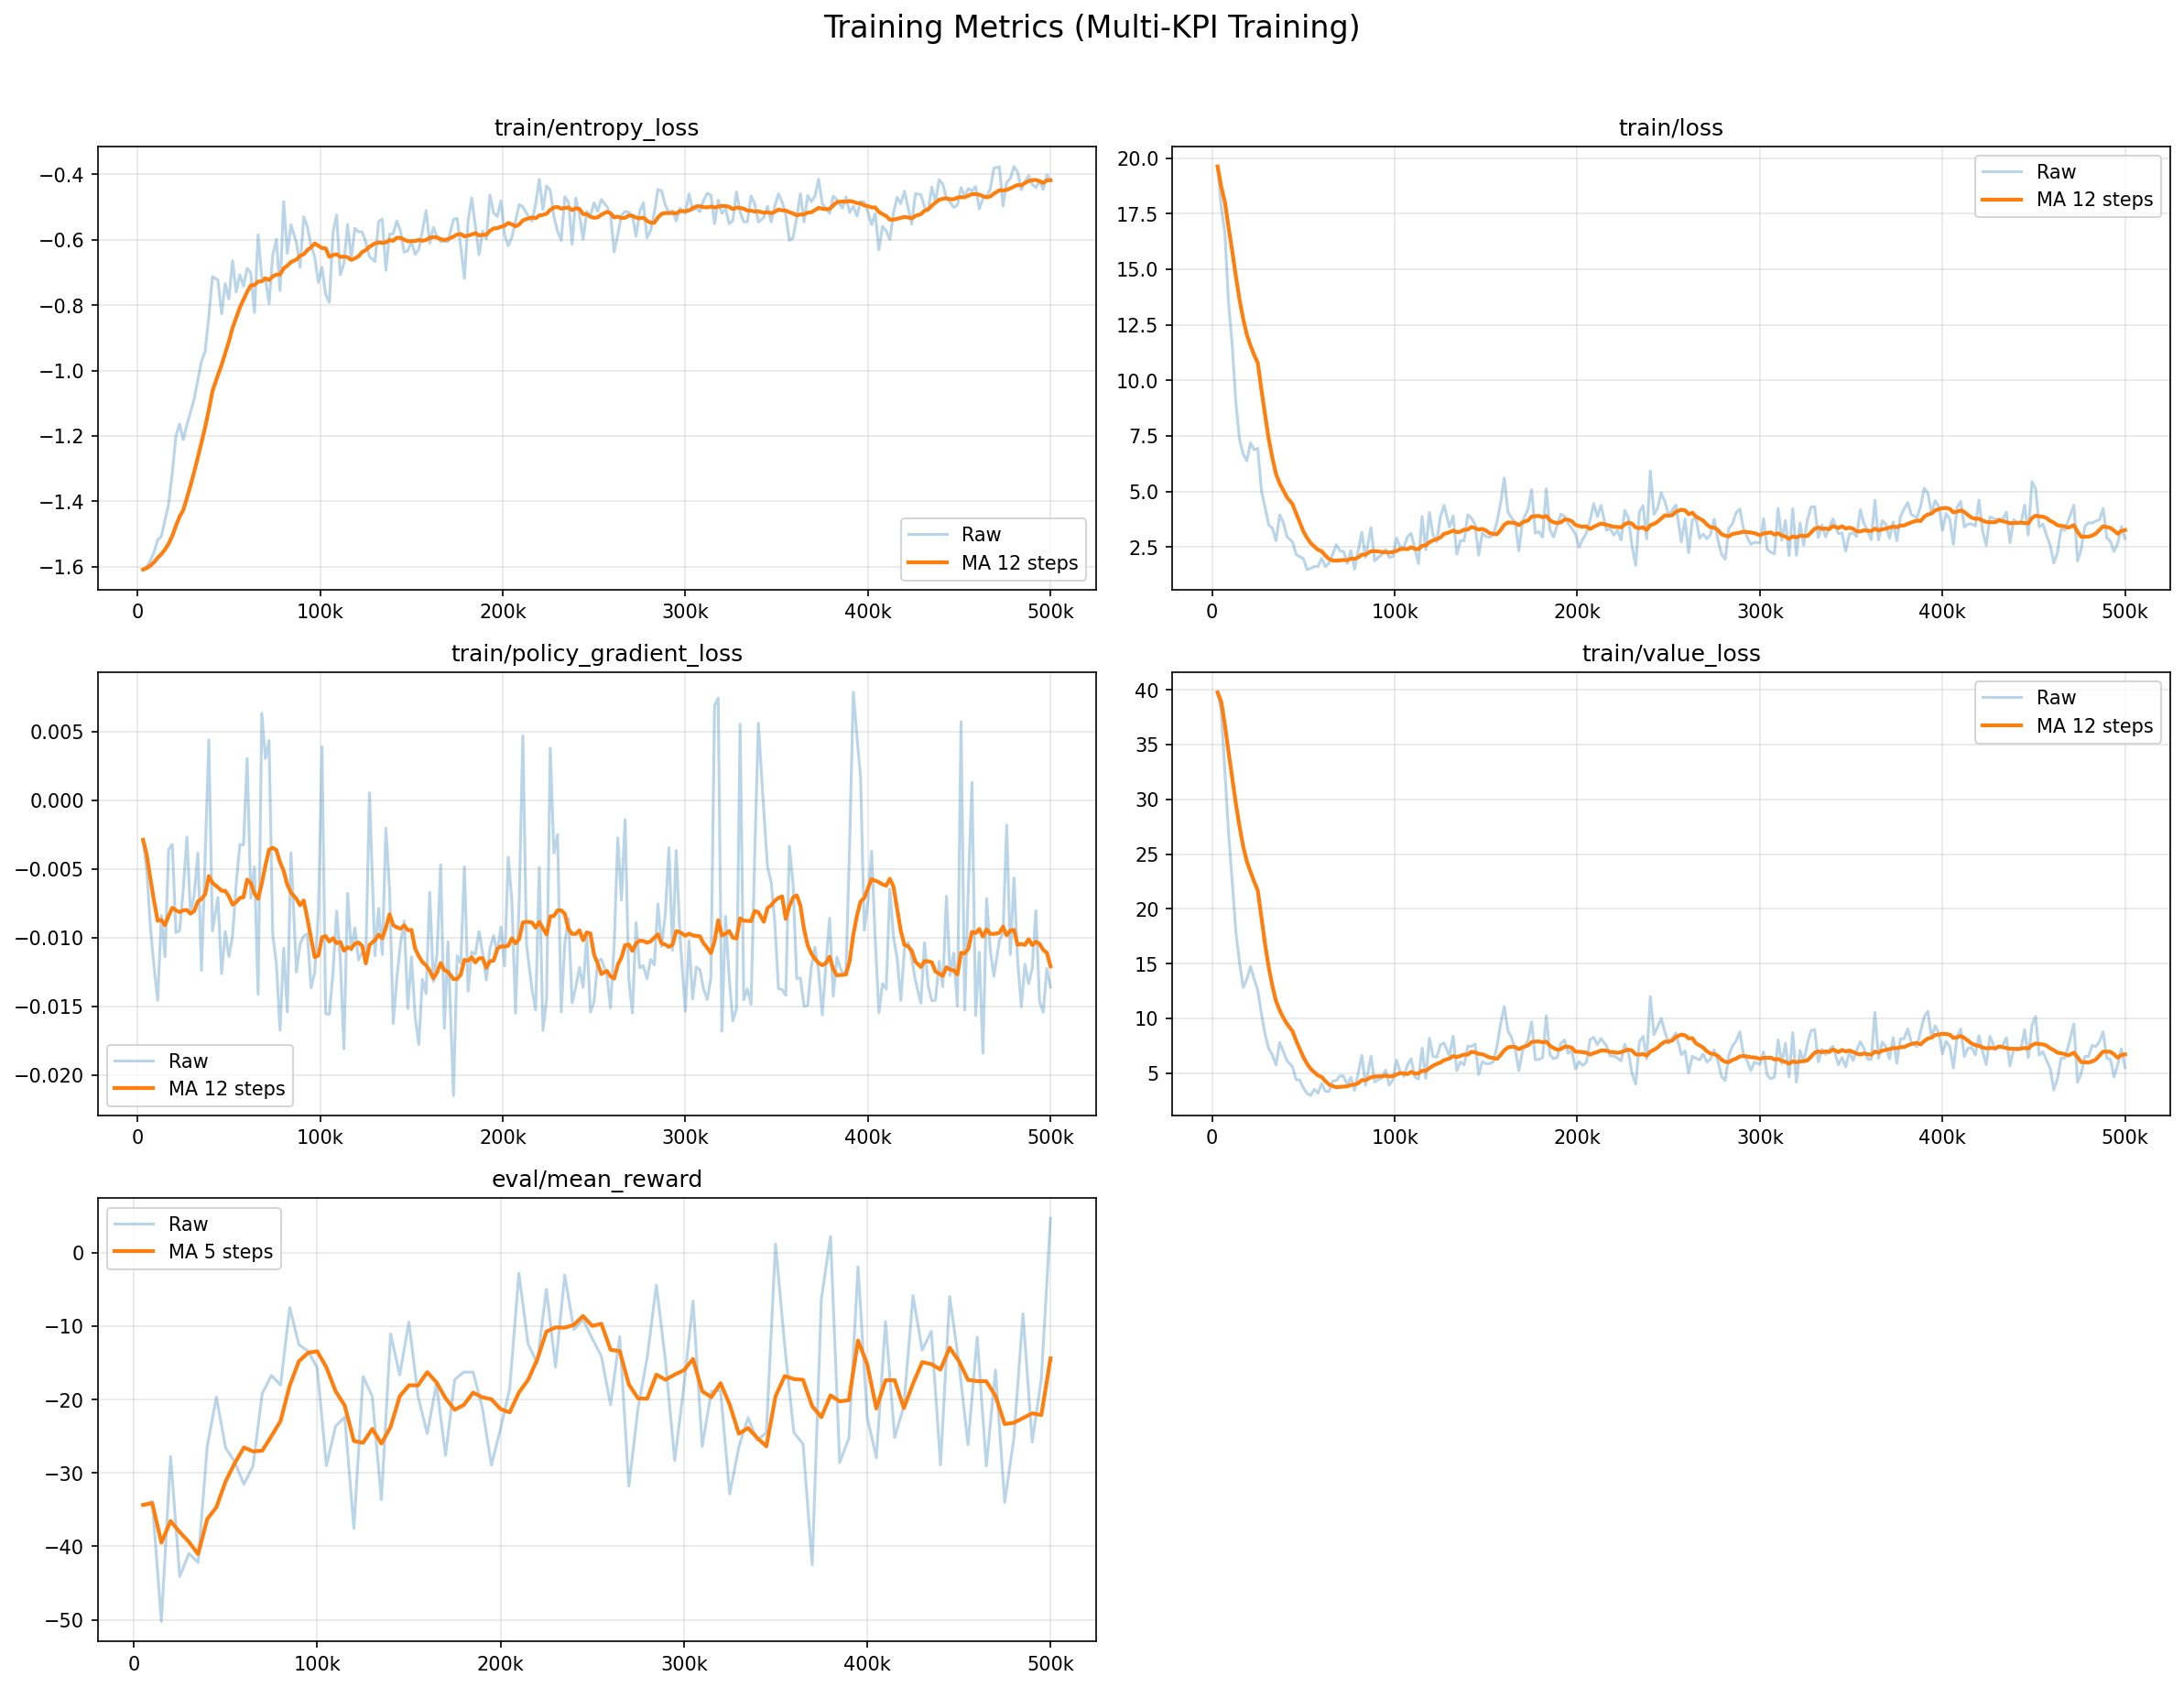 Training Metrics (Multi-KPI Training)
train/entropy_loss
−0.4
−0.6
−0.8
−1.0
−1.2
−1.4
−1.6
Raw
MA 12 steps
0 100k 200k 300k 400k 500k
train/loss
20.0
17.5
15.0
12.5
10.0
7.5
5.0
2.5
Raw
MA 12 steps
0 100k 200k 300k 400k 500k
train/policy_gradient_loss
0.005
0.000
−0.005
−0.010
−0.015
−0.020
Raw
MA 12 steps
0 100k 200k 300k 400k 500k
train/value_loss
40
35
30
25
20
15
10
5
Raw
MA 12 steps
0 100k 200k 300k 400k 500k
eval/mean_reward
Raw
MA 5 steps
0
−10
−20
−30
−40
−50
0 100k 200k 300k 400k 500k